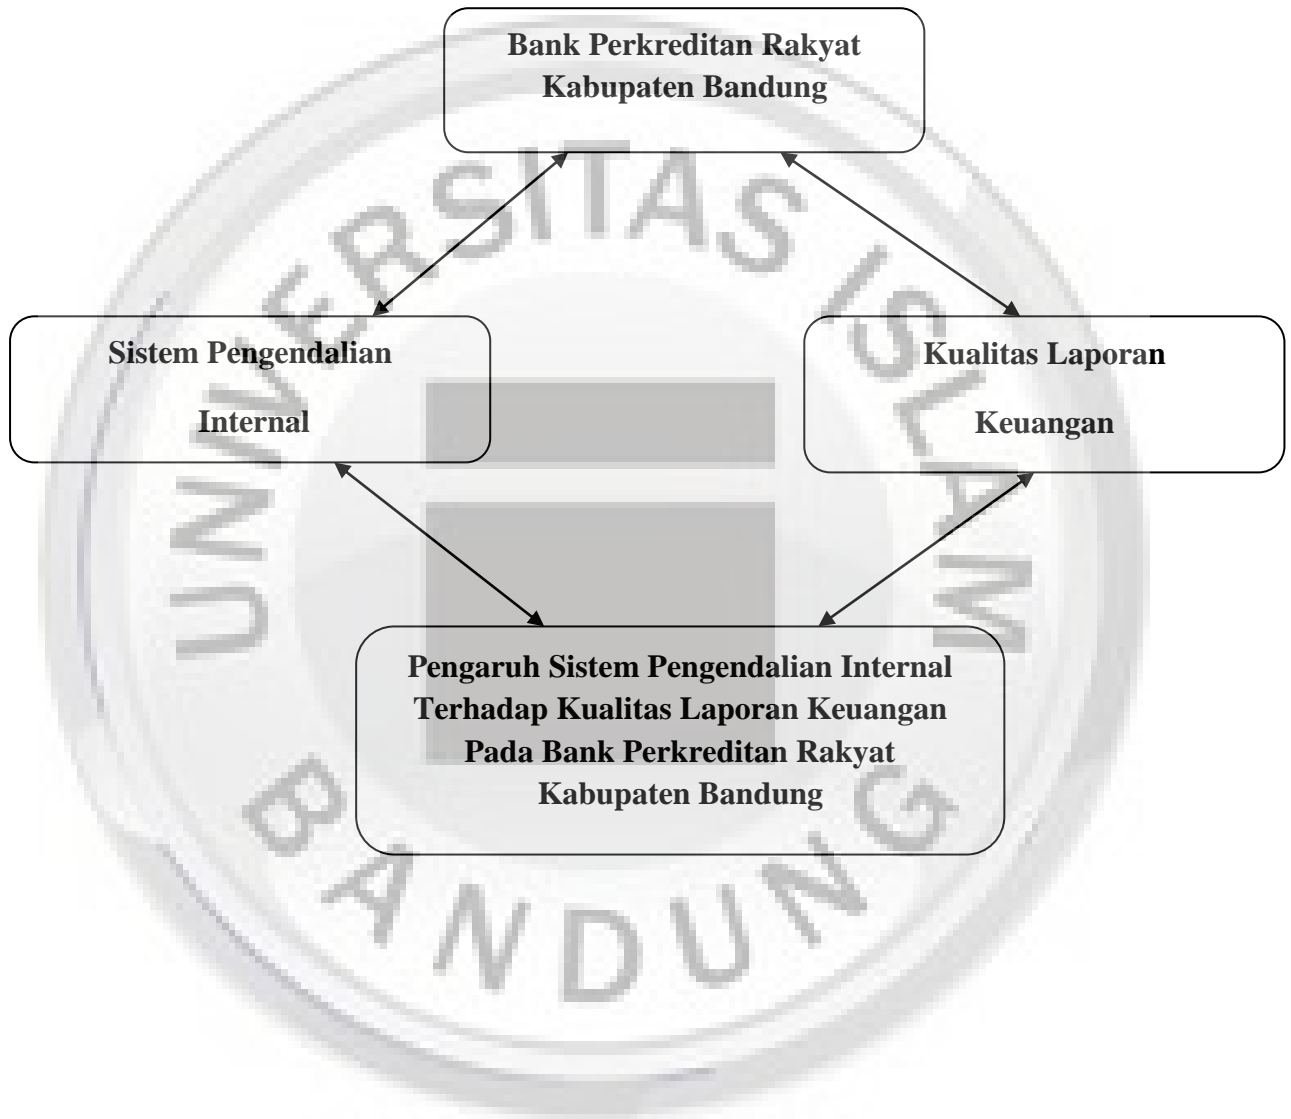 Bank Perkreditan Rakyat
Kabupaten Bandung
Sistem Pengendalian
Internal
Kualitas Laporan
Keuangan
Pengaruh Sistem Pengendalian Internal
Terhadap Kualitas Laporan Keuangan
Pada Bank Perkreditan Rakyat
Kabupaten Bandung
UNIVERSITAS ISLAM
BANDUNG